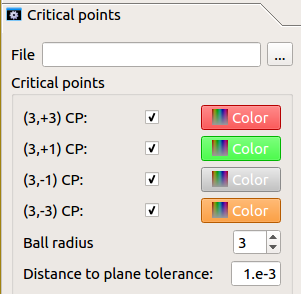 Critical points
File ...
Critical points
(3,+3) CP: Color
(3,+1) CP: Color
(3,-1) CP: Color
(3,-3) CP: Color
Ball radius 3
Distance to plane tolerance: 1.e-3